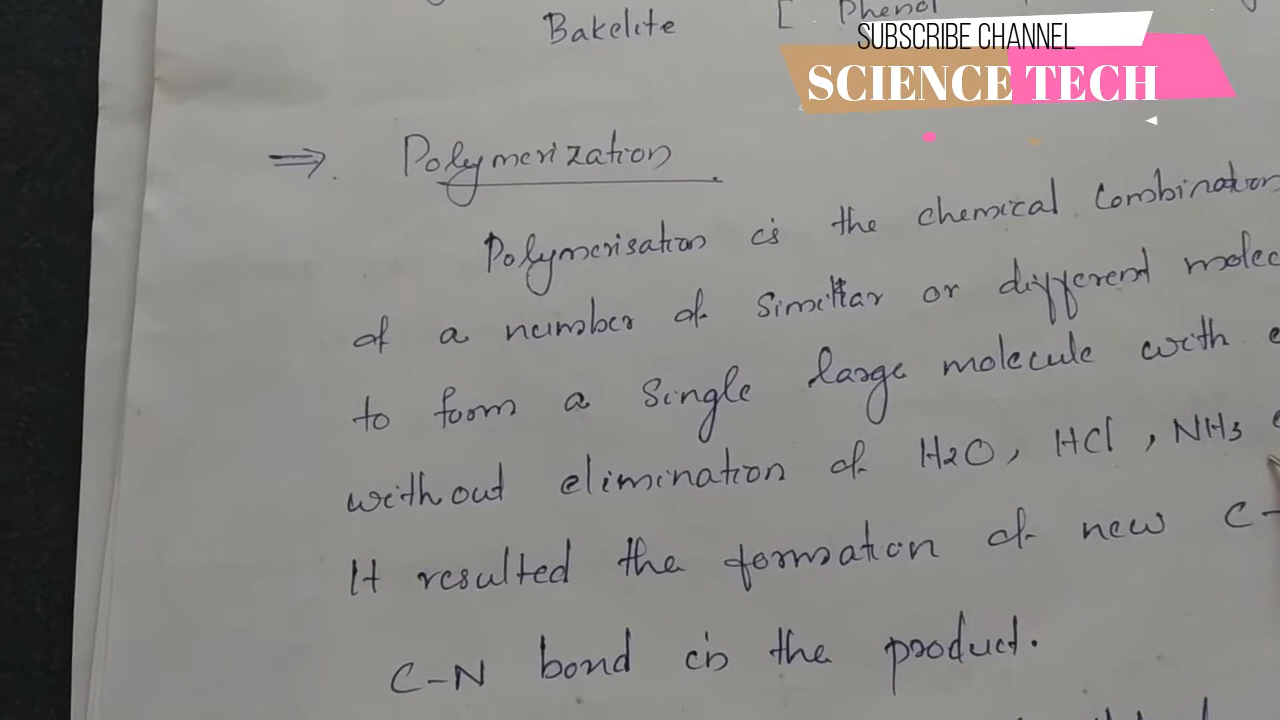 Bakelite [ Phenol
SUBSCRIBE CHANNEL
SCIENCE TECH
⇒ Polymerization
Polymerisation is the chemical Combination
of a number of similar or different molec
to form a single large molecule with
without elimination of H2O, HCl, NH3
It resulted the formation of new C-
C-N bond in the product.